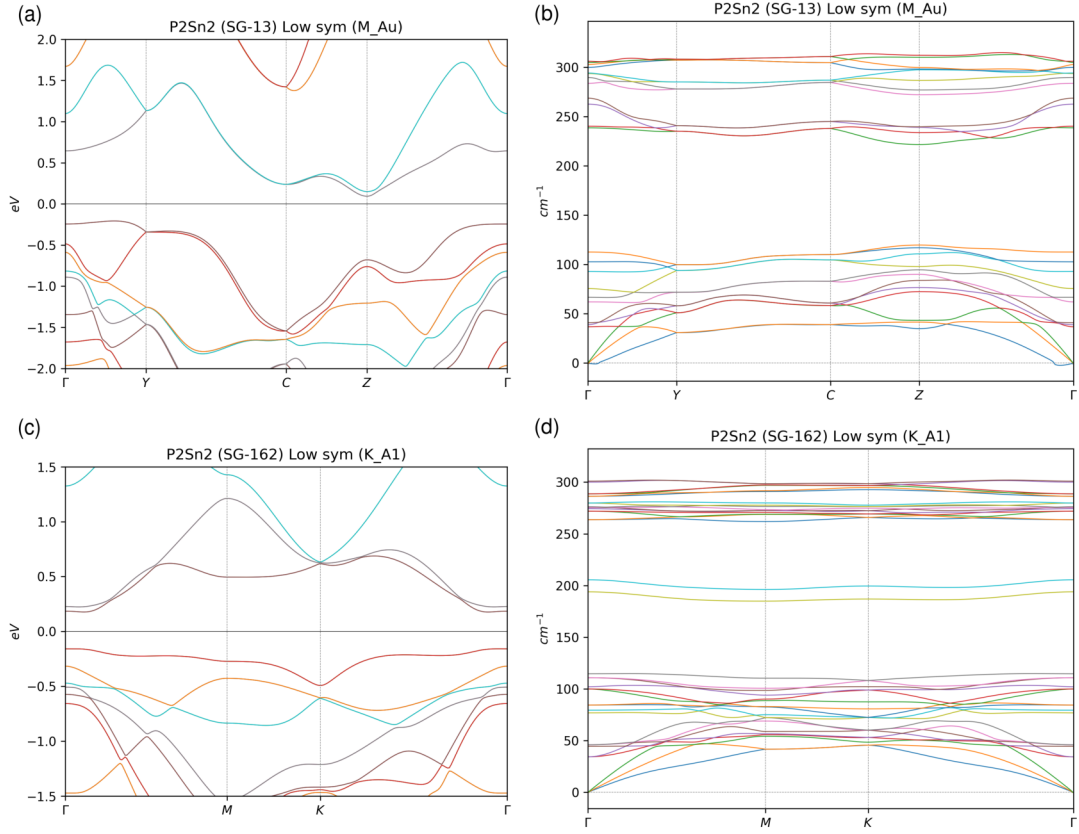 (a)
P2Sn2 (SG-13) Low sym (M_Au)
eV
2.0
1.5
1.0
0.5
0.0
−0.5
−1.0
−1.5
−2.0
Γ Y C Z Γ
(b)
P2Sn2 (SG-13) Low sym (M_Au)
cm⁻¹
300
250
200
150
100
50
0
Γ Y C Z Γ
(c)
P2Sn2 (SG-162) Low sym (K_A1)
eV
1.5
1.0
0.5
0.0
−0.5
−1.0
−1.5
Γ M K Γ
(d)
P2Sn2 (SG-162) Low sym (K_A1)
cm⁻¹
300
250
200
150
100
50
0
Γ M K Γ